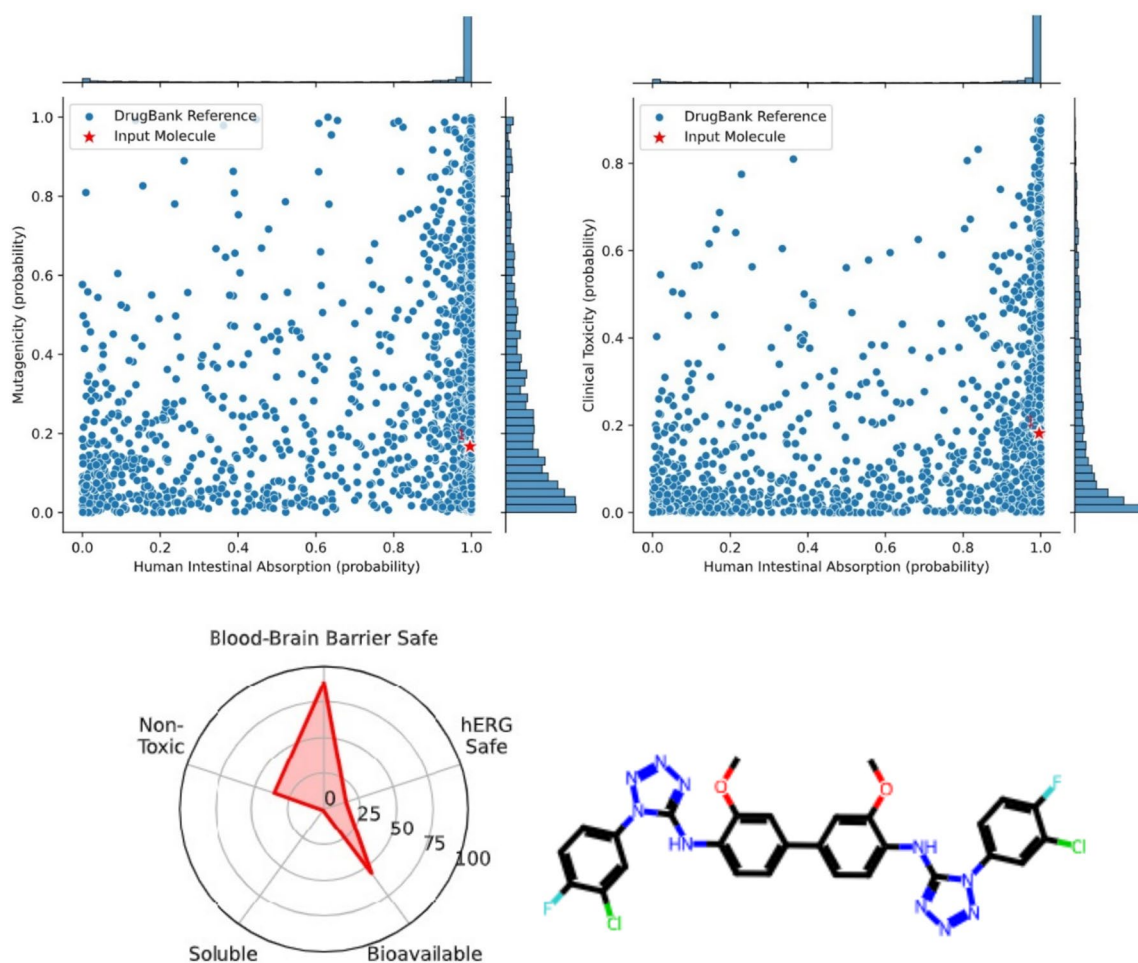 DrugBank Reference
Input Molecule
1.0
0.8
0.6
0.4
0.2
0.0
Mutagenicity (probability)
0.0 0.2 0.4 0.6 0.8 1.0
Human Intestinal Absorption (probability)
DrugBank Reference
Input Molecule
0.8
0.6
0.4
0.2
0.0
Clinical Toxicity (probability)
0.0 0.2 0.4 0.6 0.8 1.0
Human Intestinal Absorption (probability)
Blood-Brain Barrier Safe
Non-
Toxic
hERG
Safe
0
25
50
75
100
Soluble
Bioavailable
N
N
N
N
HN
O
F
Cl
O
NH
N
N
N
N
F
Cl